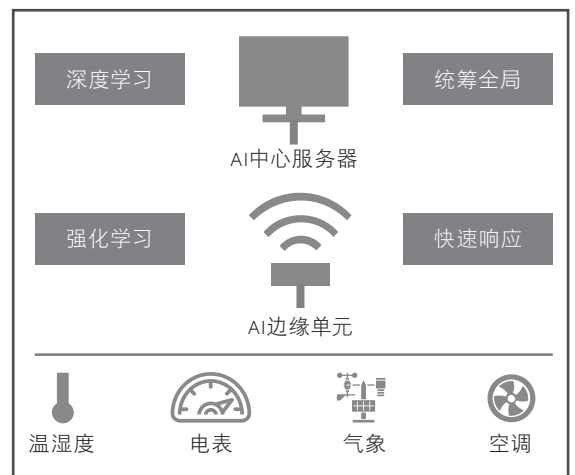 深度学习
统筹全局
AI中心服务器
强化学习
快速响应
AI边缘单元
温湿度
电表
气象
空调